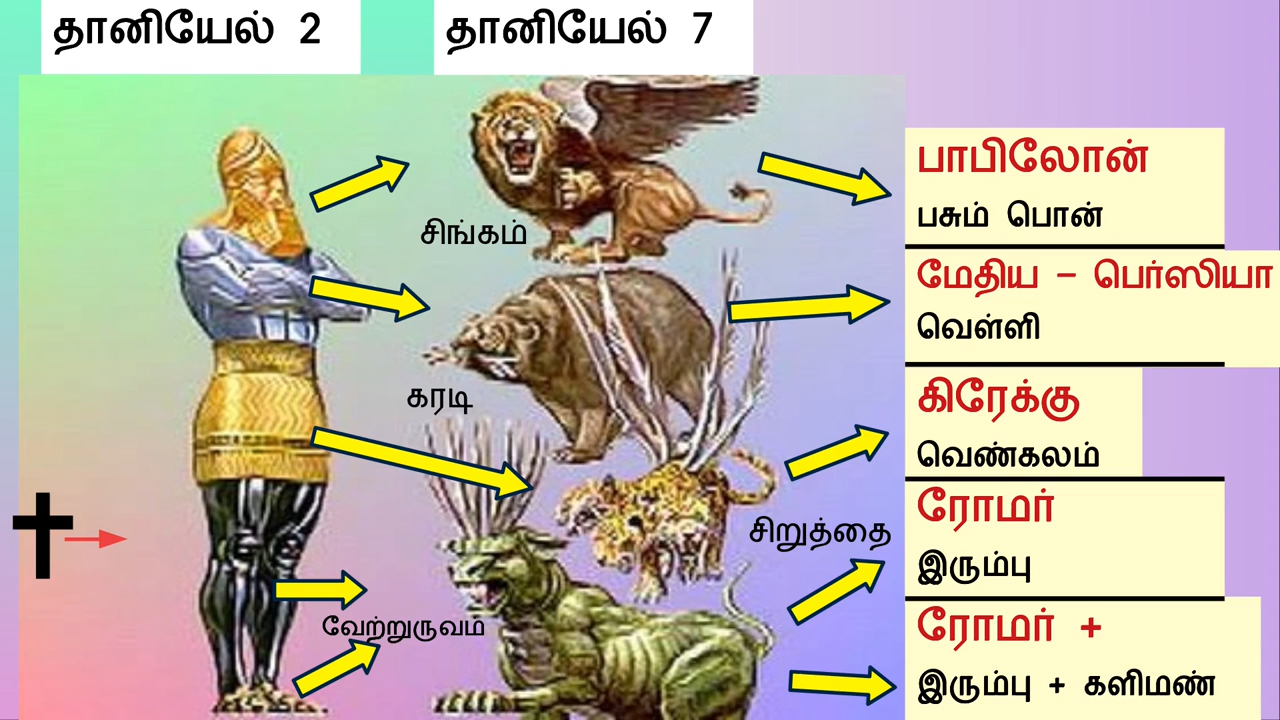 தானியேல் 2
தானியேல் 7
சிங்கம்
கரடி
சிறுத்தை
வேற்றுருவம்
பாபிலோன்
பசும் பொன்
மேதிய - பெர்ஸியா
வெள்ளி
கிரேக்கு
வெண்கலம்
ரோமர்
இரும்பு
ரோமர் +
இரும்பு + களிமண்